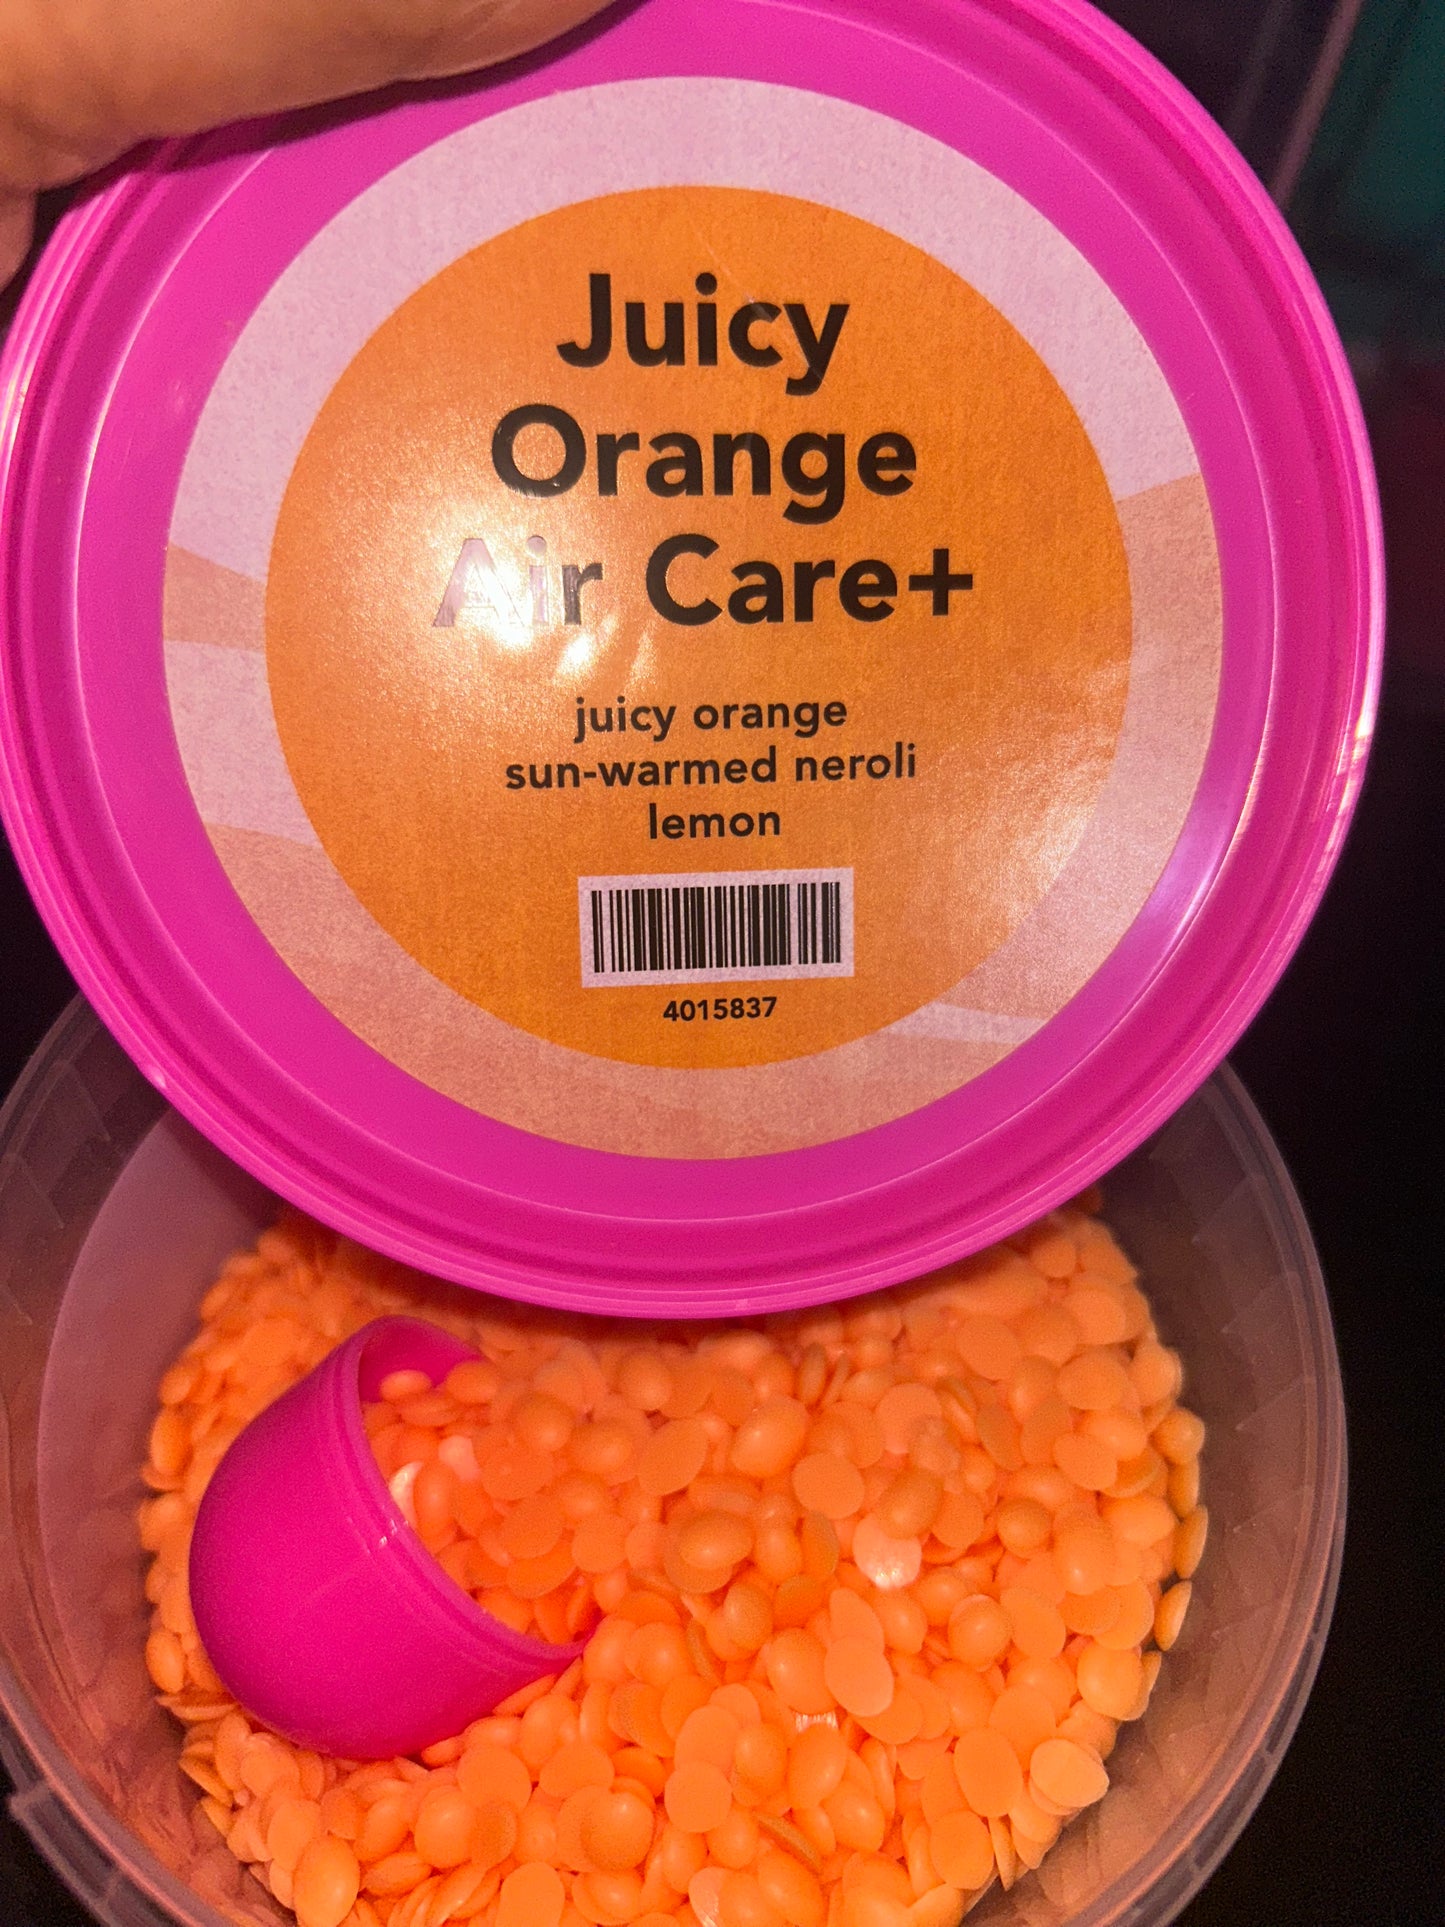 Juicy
Orange
Air Care+
juicy orange
sun-warmed neroli
lemon
4015837